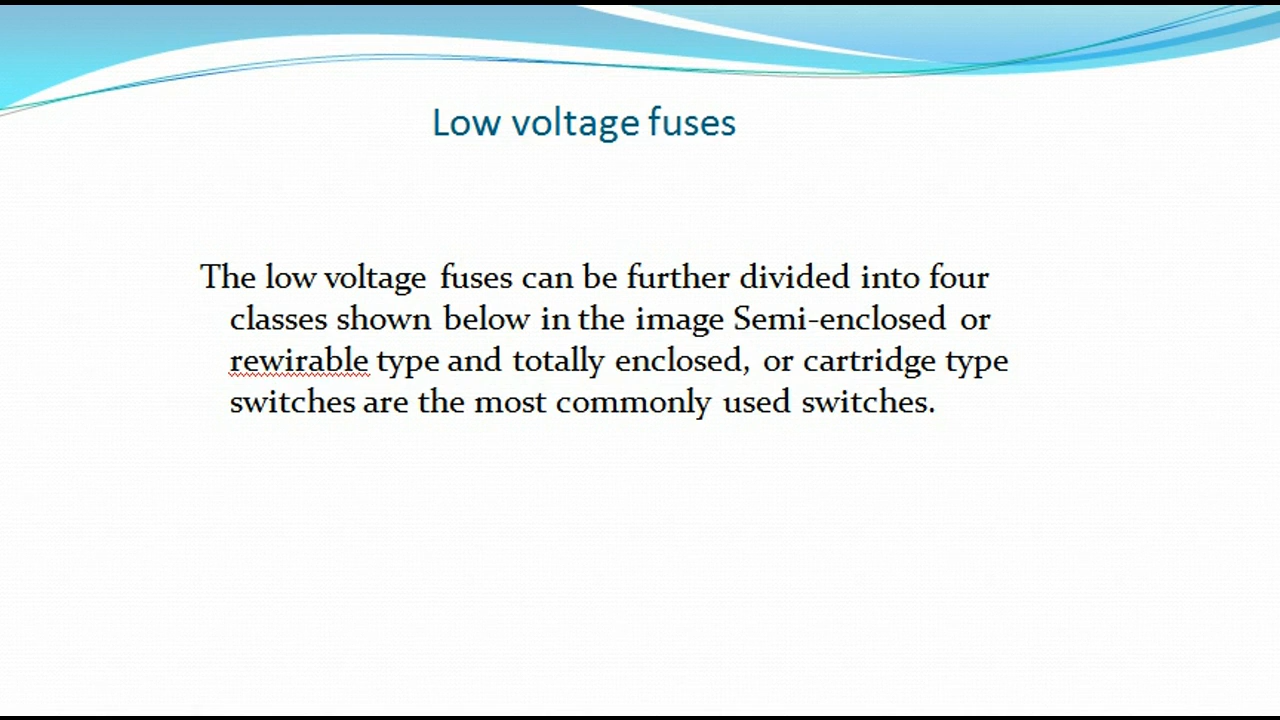 Low voltage fuses
The low voltage fuses can be further divided into four
classes shown below in the image Semi-enclosed or
rewirable type and totally enclosed, or cartridge type
switches are the most commonly used switches.